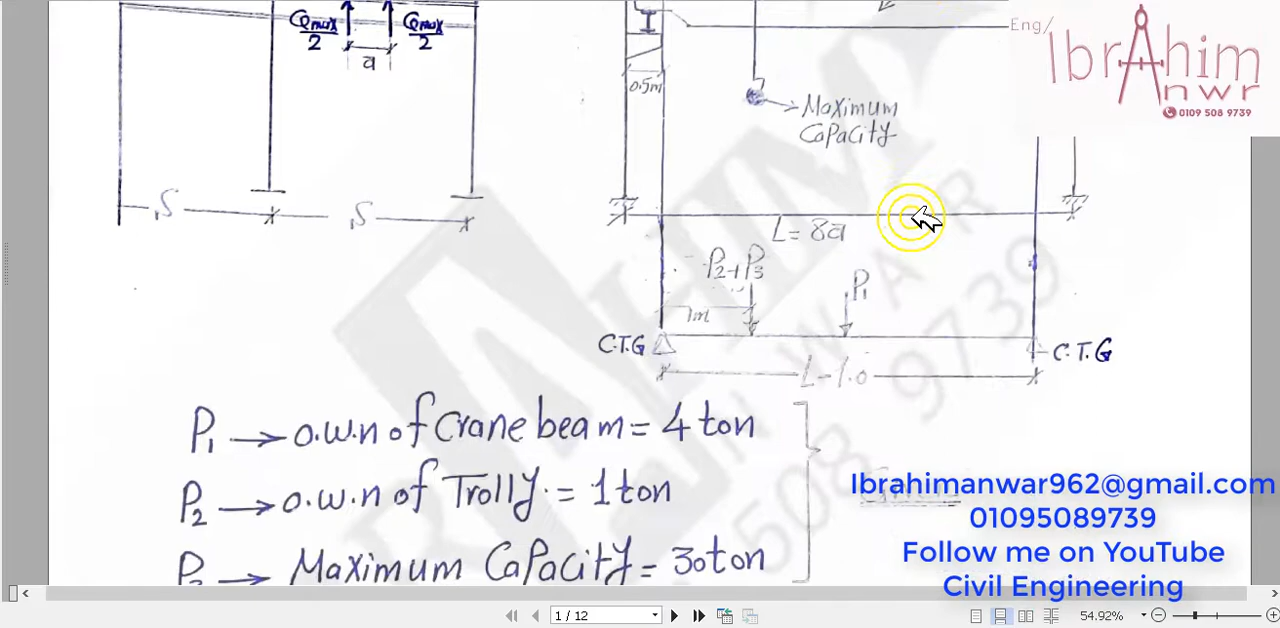 Qmax/2
Qmax/2
a
S
S
0.5m
Maximum
Capacity
L= 8a
P2+P3
P1
1m
C.T.G
C.T.G
L-1.0
P1 → o.w.n of Crane beam = 4 ton
P2 → o.w.n of Trolly = 1 ton
Maximum Capacity = 30 ton
Eng/
Ibrahim
Anwr
0109 508 9739
Ibrahimanwar962@gmail.com
01095089739
Follow me on YouTube
Civil Engineering
1 / 12
54.92%